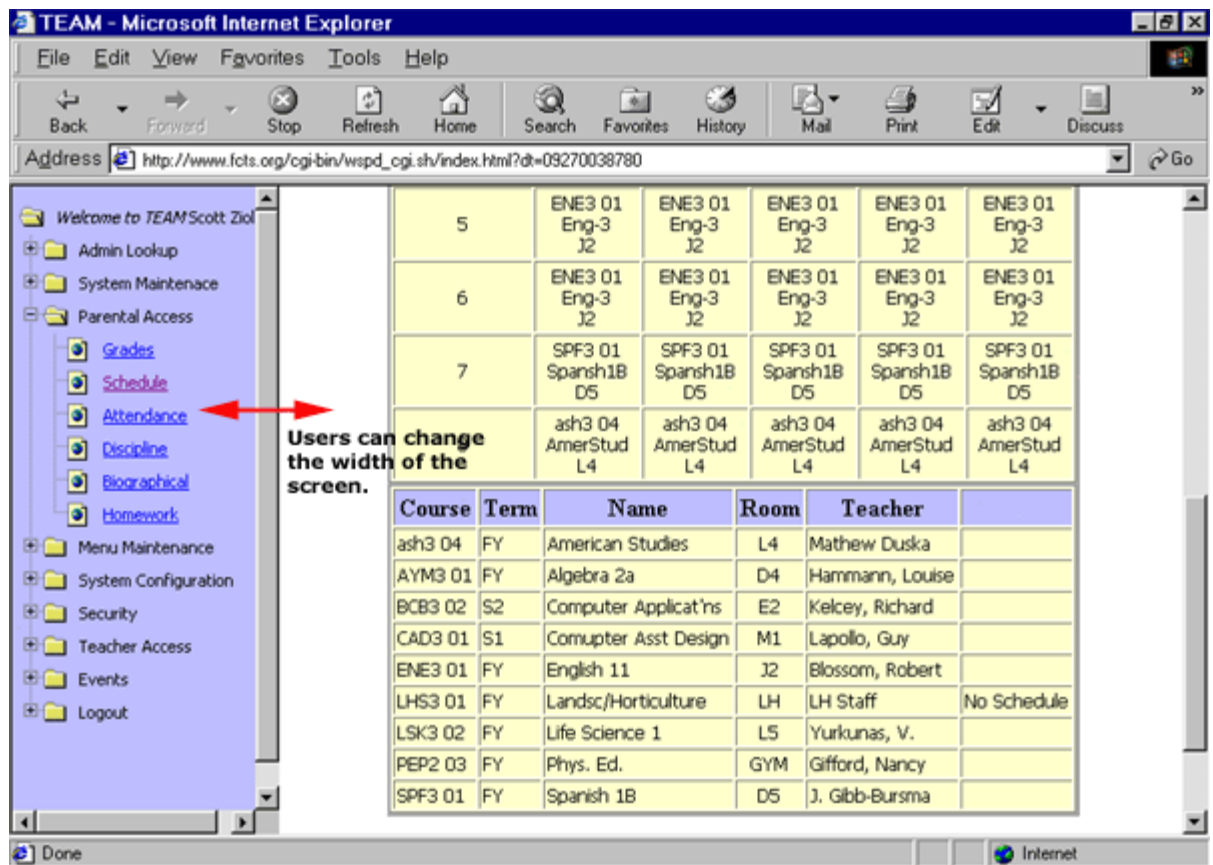 TEAM - Microsoft Internet Explorer
File Edit View Favorites Tools Help
Back Forward Stop Refresh Home Search Favorites History Mail Print Edit Discuss
Address http://www.fcts.org/cgi-bin/wspd_cgi.sh/index.html?dt=09270038780 Go
Welcome to TEAM Scott Ziol
Admin Lookup
System Maintenace
Parental Access
Grades
Schedule
Attendance
Discipline
Biographical
Homework
Menu Maintenance
System Configuration
Security
Teacher Access
Events
Logout
Users can change
the width of the
screen.
5 ENE3 01 ENE3 01 ENE3 01 ENE3 01 ENE3 01
Eng-3 Eng-3 Eng-3 Eng-3 Eng-3
J2 J2 J2 J2 J2
6 ENE3 01 ENE3 01 ENE3 01 ENE3 01 ENE3 01
Eng-3 Eng-3 Eng-3 Eng-3 Eng-3
J2 J2 J2 J2 J2
7 SPF3 01 SPF3 01 SPF3 01 SPF3 01 SPF3 01
Spansh1B Spansh1B Spansh1B Spansh1B Spansh1B
D5 D5 D5 D5 D5
ash3 04 ash3 04 ash3 04 ash3 04 ash3 04
AmerStud AmerStud AmerStud AmerStud AmerStud
L4 L4 L4 L4 L4
Course Term Name Room Teacher
ash3 04 FY American Studies L4 Mathew Duska
AYM3 01 FY Algebra 2a D4 Hammann, Louise
BCB3 02 S2 Computer Applicat'ns E2 Kelcey, Richard
CAD3 01 S1 Comupter Asst Design M1 Lapollo, Guy
ENE3 01 FY English 11 J2 Blossom, Robert
LHS3 01 FY Landsc/Horticulture LH LH Staff No Schedule
LSK3 02 FY Life Science 1 L5 Yurkunas, V.
PEP2 03 FY Phys. Ed. GYM Gifford, Nancy
SPF3 01 FY Spanish 1B D5 J. Gibb-Bursma
Done Internet